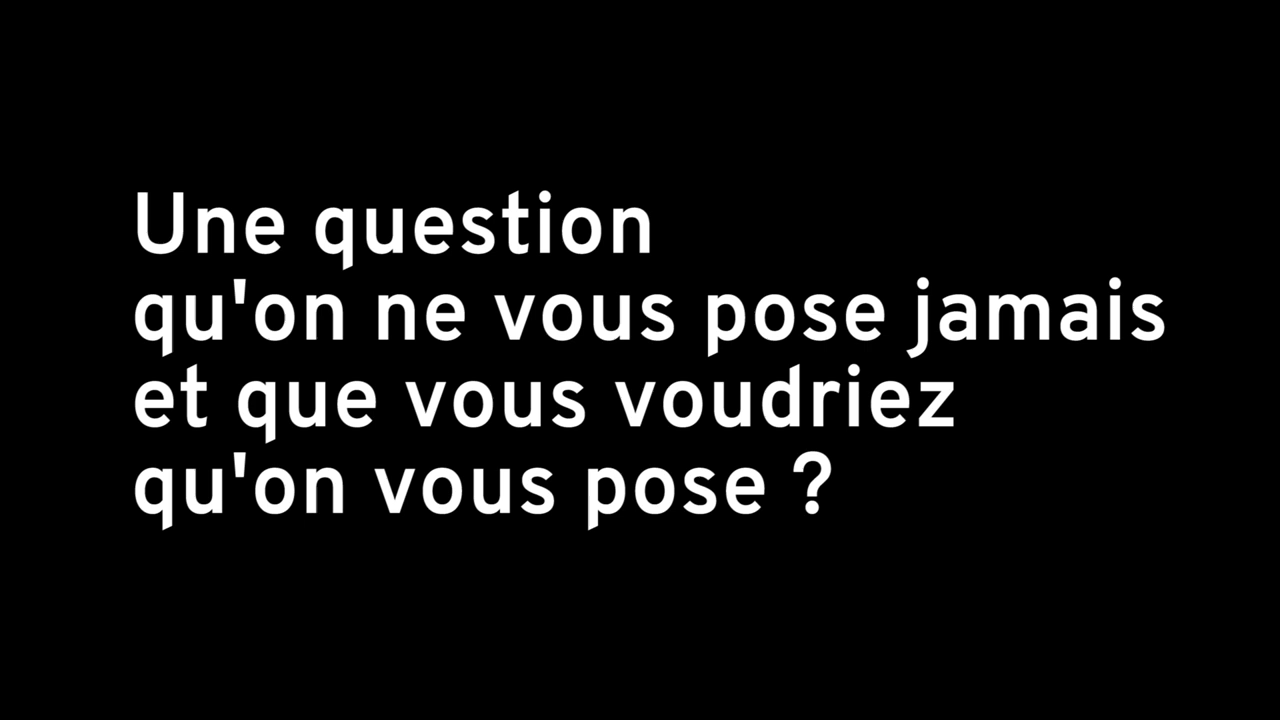 Une question
qu'on ne vous pose jamais
et que vous voudriez
qu'on vous pose ?